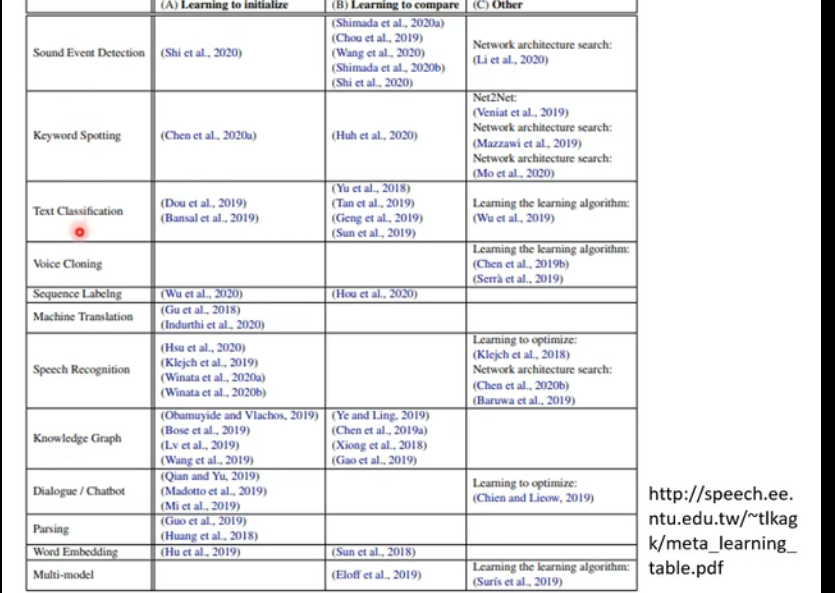 (A) Learning to initialize (B) Learning to compare (C) Other
Sound Event Detection
(Shi et al., 2020)
(Shimada et al., 2020a)
(Chou et al., 2019)
(Wang et al., 2020)
(Shimada et al., 2020b)
(Shi et al., 2020)
Network architecture search:
(Li et al., 2020)
Keyword Spotting
(Chen et al., 2020a)
(Huh et al., 2020)
Net2Net:
(Veniat et al., 2019)
Network architecture search:
(Mazzawi et al., 2019)
Network architecture search:
(Mo et al., 2020)
Text Classification
(Dou et al., 2019)
(Bansal et al., 2019)
(Yu et al., 2018)
(Tan et al., 2019)
(Geng et al., 2019)
(Sun et al., 2019)
Learning the learning algorithm:
(Wu et al., 2019)
Voice Cloning
Learning the learning algorithm:
(Chen et al., 2019b)
(Serrà et al., 2019)
Sequence Labeling
(Wu et al., 2020)
(Hou et al., 2020)
Machine Translation
(Gu et al., 2018)
(Indurthi et al., 2020)
Speech Recognition
(Hsu et al., 2020)
(Klejch et al., 2019)
(Winata et al., 2020a)
(Winata et al., 2020b)
Learning to optimize:
(Klejch et al., 2018)
Network architecture search:
(Chen et al., 2020b)
(Baruwa et al., 2019)
Knowledge Graph
(Obamuyide and Vlachos, 2019)
(Bose et al., 2019)
(Lv et al., 2019)
(Wang et al., 2019)
(Ye and Ling, 2019)
(Chen et al., 2019a)
(Xiong et al., 2018)
(Gao et al., 2019)
Dialogue / Chatbot
(Qian and Yu, 2019)
(Madotto et al., 2019)
(Mi et al., 2019)
Learning to optimize:
(Chien and Lieow, 2019)
Parsing
(Guo et al., 2019)
(Huang et al., 2018)
Word Embedding
(Hu et al., 2019)
(Sun et al., 2018)
Multi-model
(Eloff et al., 2019)
Learning the learning algorithm:
(Surís et al., 2019)
http://speech.ee.
ntu.edu.tw/~tlkag
k/meta_learning_
table.pdf